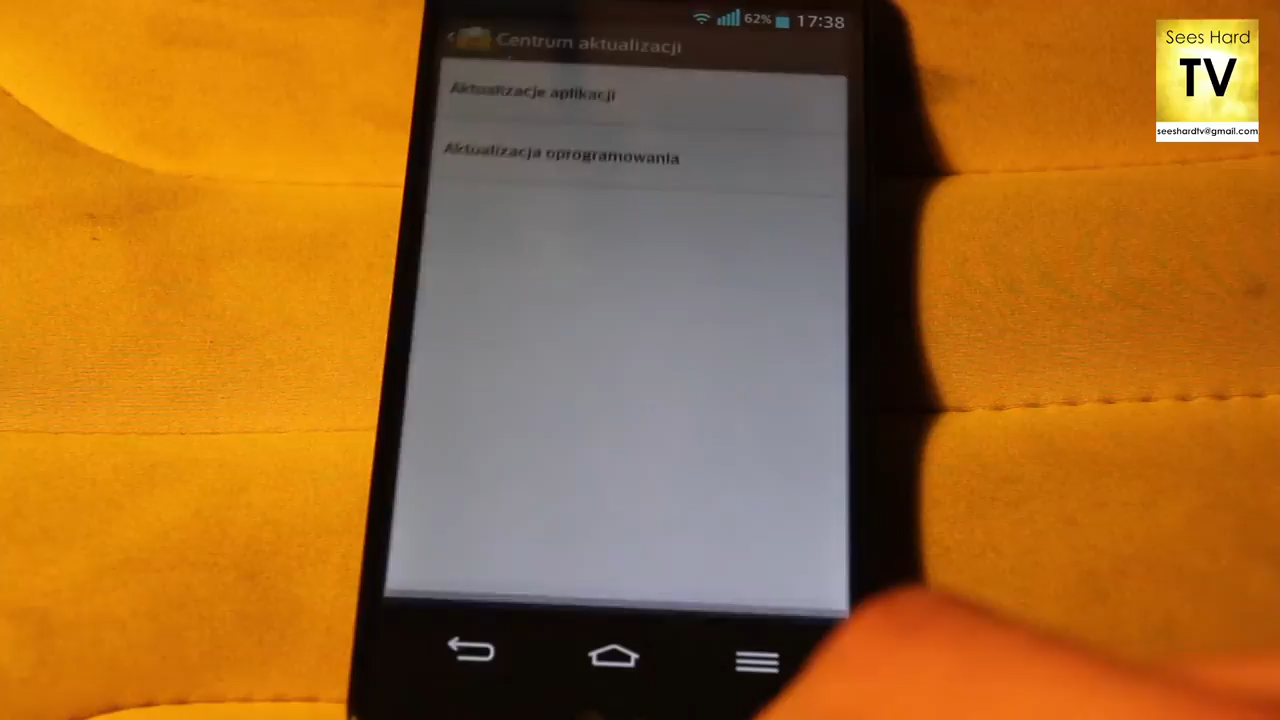 62% 17:38
Centrum aktualizacji
Aktualizacje aplikacji
Aktualizacja oprogramowania
Sees Hard
TV
seeshardtv@gmail.com